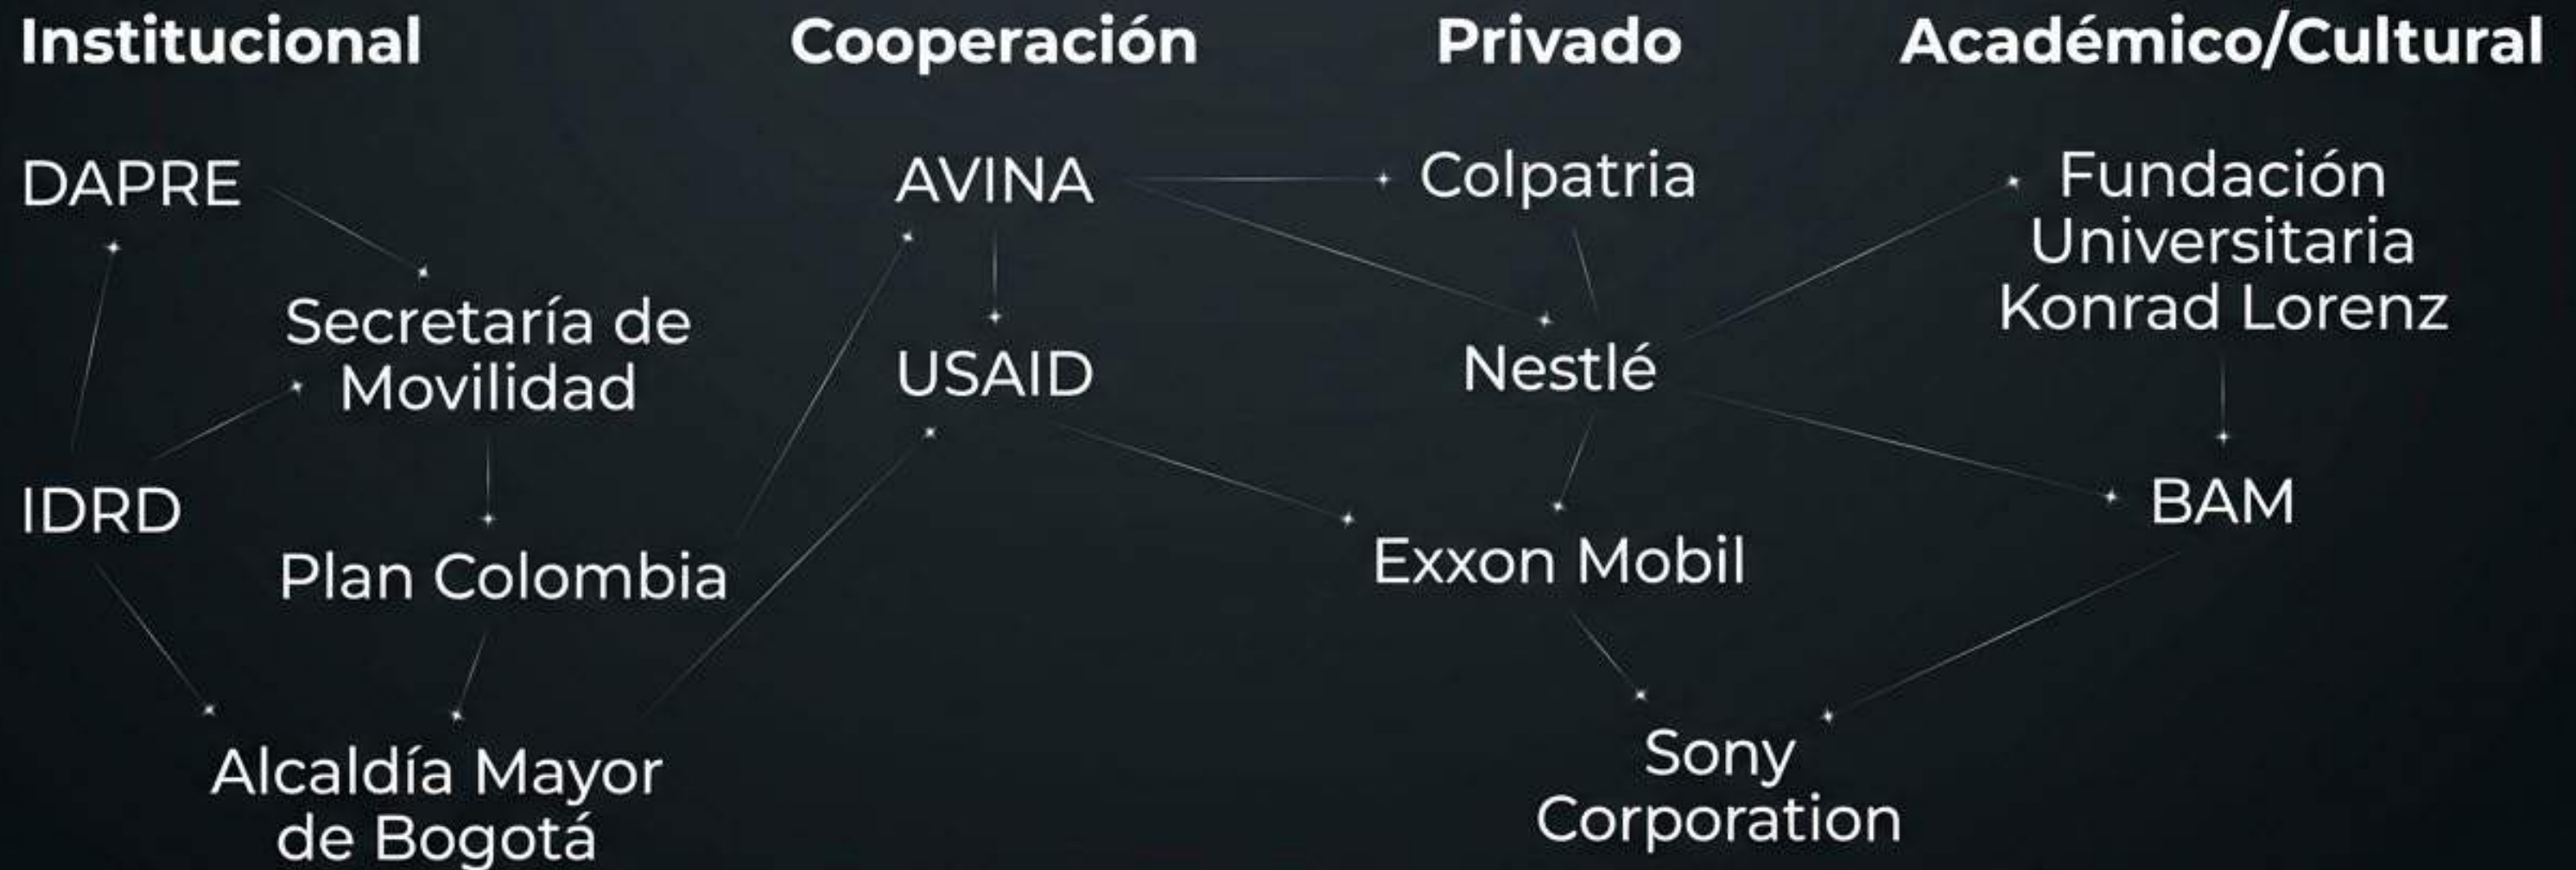 Institucional
DAPRE
Secretaría de
Movilidad
IDRD
Plan Colombia
Alcaldía Mayor
de Bogotá
Cooperación
AVINA
USAID
Privado
Colpatria
Nestlé
Exxon Mobil
Sony
Corporation
Académico/Cultural
Fundación
Universitaria
Konrad Lorenz
BAM